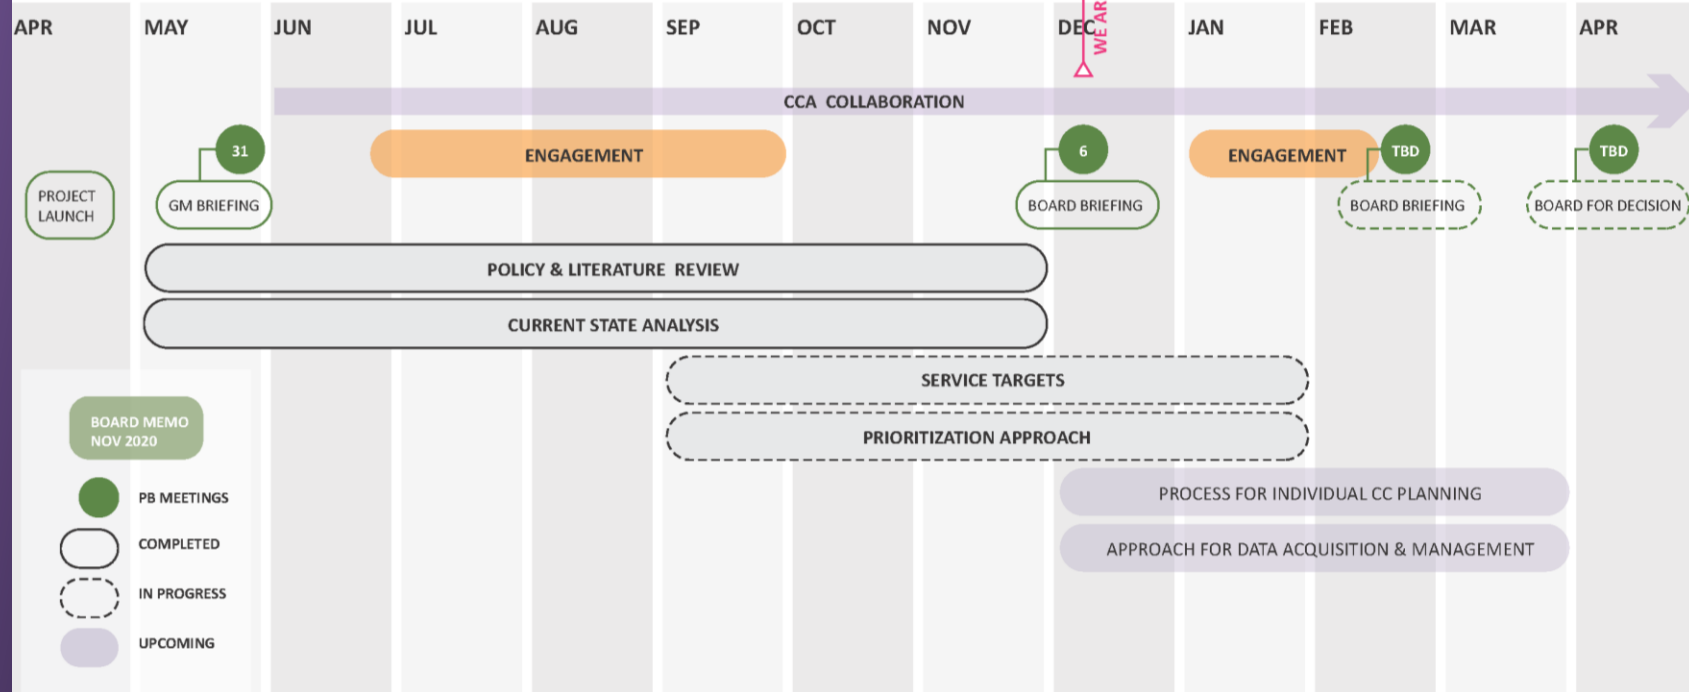 APR MAY JUN JUL AUG SEP OCT NOV DEC JAN FEB MAR APR
WE AR
CCA COLLABORATION
31
ENGAGEMENT
6
ENGAGEMENT
TBD
TBD
PROJECT
LAUNCH
GM BRIEFING
BOARD BRIEFING
BOARD BRIEFING
BOARD FOR DECISION
POLICY & LITERATURE REVIEW
CURRENT STATE ANALYSIS
SERVICE TARGETS
PRIORITIZATION APPROACH
PROCESS FOR INDIVIDUAL CC PLANNING
APPROACH FOR DATA ACQUISITION & MANAGEMENT
BOARD MEMO
NOV 2020
PB MEETINGS
COMPLETED
IN PROGRESS
UPCOMING